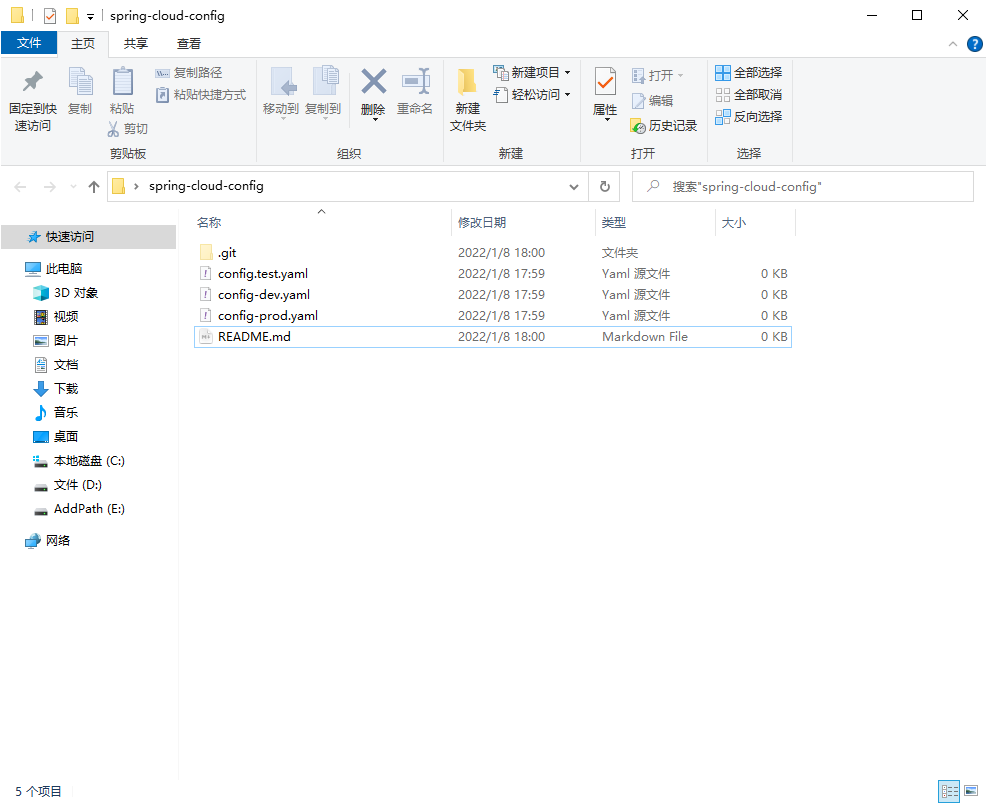 spring-cloud-config
文件 主页 共享 查看
固定到快速访问
复制
粘贴
复制路径
粘贴快捷方式
剪切
剪贴板
移动到 复制到
删除 重命名
组织
新建文件夹
新建项目
轻松访问
新建
属性
打开
编辑
历史记录
打开
全部选择
全部取消
反向选择
选择
spring-cloud-config
搜索"spring-cloud-config"
名称 修改日期 类型 大小
.git 2022/1/8 18:00 文件夹
config.test.yaml 2022/1/8 17:59 Yaml 源文件 0 KB
config-dev.yaml 2022/1/8 17:59 Yaml 源文件 0 KB
config-prod.yaml 2022/1/8 17:59 Yaml 源文件 0 KB
README.md 2022/1/8 18:00 Markdown File 0 KB
快速访问
此电脑
3D 对象
视频
图片
文档
下载
音乐
桌面
本地磁盘 (C:)
文件 (D:)
AddPath (E:)
网络
5 个项目